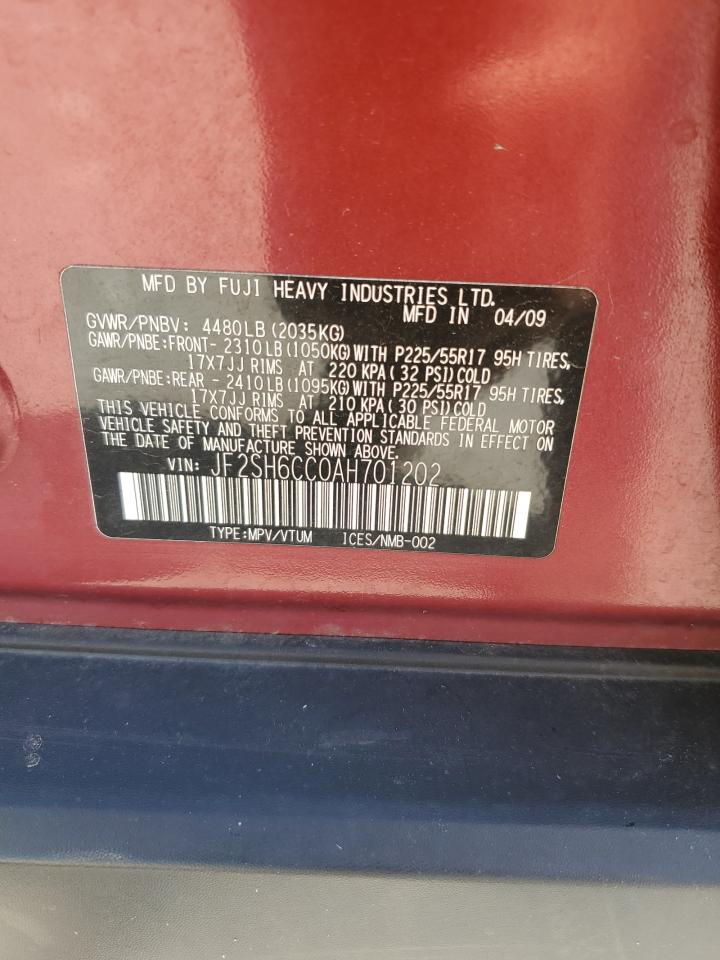 MFD BY FUJI HEAVY INDUSTRIES LTD.
MFD IN 04/09
GVWR/PNBV: 4480LB(2035KG)
GAWR/PNBE:FRONT- 2310LB(1050KG)WITH P225/55R17 95H TIRES,
17X7JJ RIMS AT 220 KPA(32 PSI)COLD
GAWR/PNBE:REAR - 2410LB(1095KG)WITH P225/55R17 95H TIRES,
17X7JJ RIMS AT 210 KPA(30 PSI)COLD
THIS VEHICLE CONFORMS TO ALL APPLICABLE FEDERAL MOTOR
VEHICLE SAFETY AND THEFT PREVENTION STANDARDS IN EFFECT ON
THE DATE OF MANUFACTURE SHOWN ABOVE.
VIN: JF2SH6CC0AH701202
TYPE:MPV/VTUM ICES/NMB-002